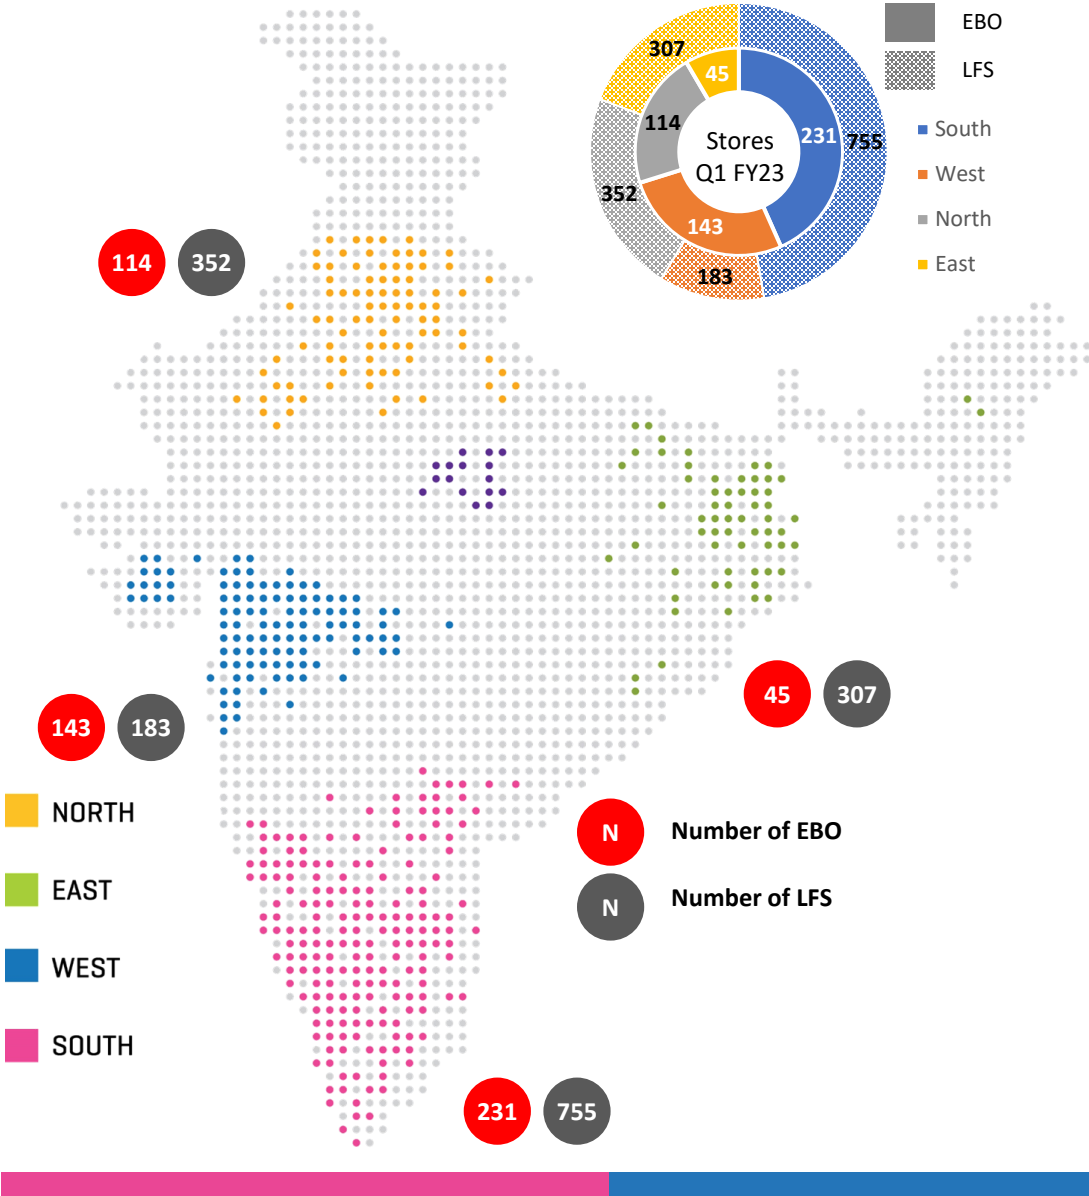 EBO
LFS
307
45
114
231
755
Stores
Q1 FY23
352
143
183
South
West
North
East
114
352
45
307
143
183
NORTH
EAST
WEST
SOUTH
N
Number of EBO
N
Number of LFS
231
755